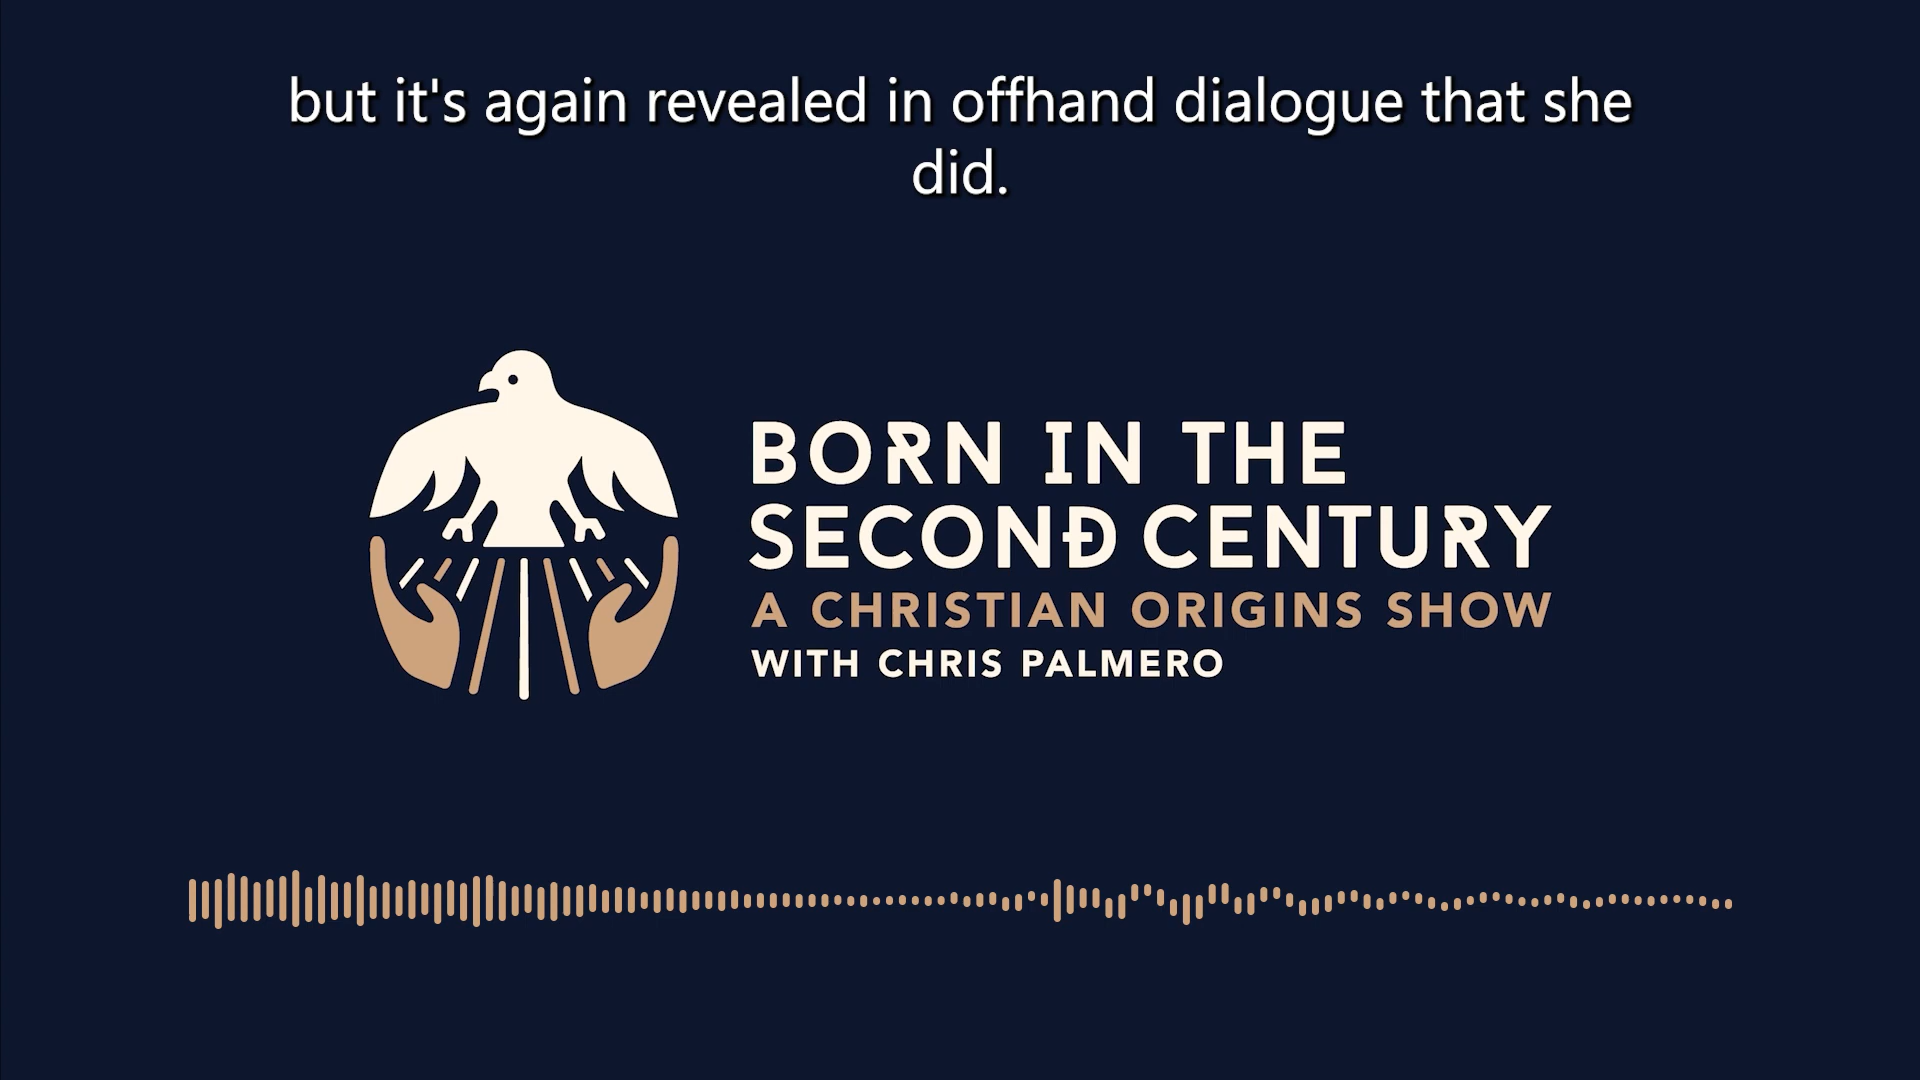 but it's again revealed in offhand dialogue that she
did.
BORN IN THE
SECOND CENTURY
A CHRISTIAN ORIGINS SHOW
WITH CHRIS PALMERO